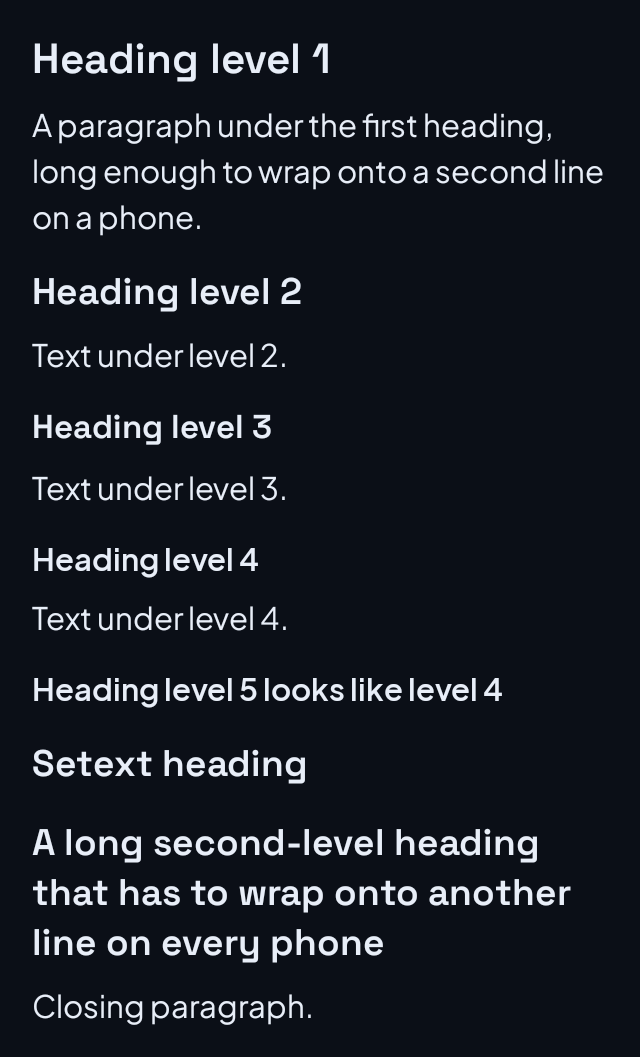 Heading level 1
A paragraph under the first heading,
long enough to wrap onto a second line
on a phone.
Heading level 2
Text under level 2.
Heading level 3
Text under level 3.
Heading level 4
Text under level 4.
Heading level 5 looks like level 4
Setext heading
A long second-level heading
that has to wrap onto another
line on every phone
Closing paragraph.